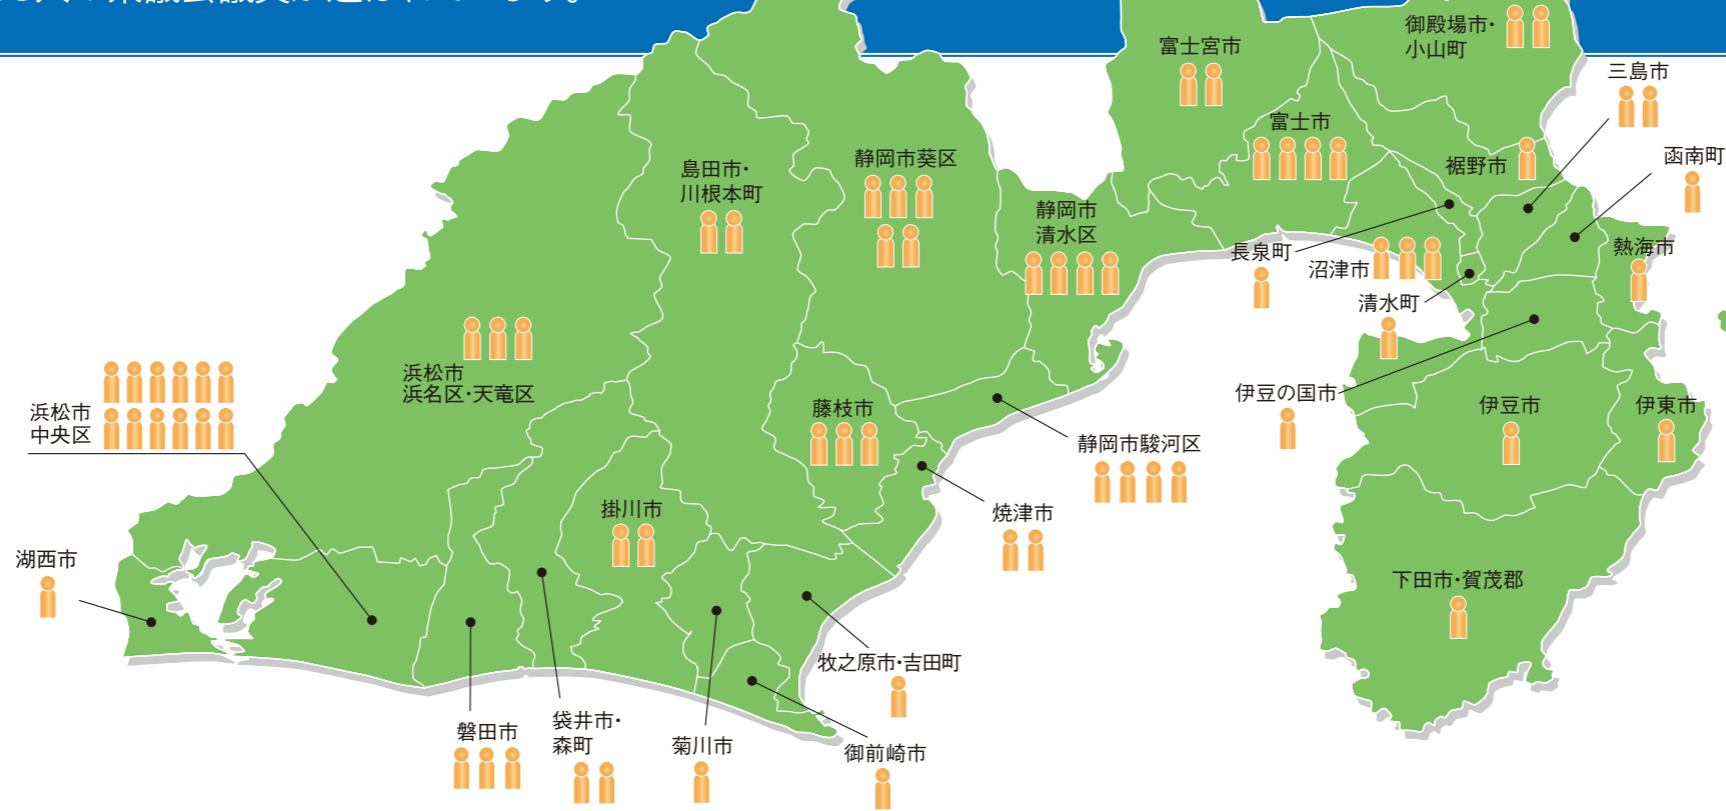 御殿場市・
小山町
富士宮市
三島市
富士市
函南町
裾野市
静岡市葵区
島田市・
川根本町
静岡市
清水区
長泉町
沼津市
熱海市
清水町
浜松市
浜名区・天竜区
浜松市
中央区
藤枝市
伊豆の国市
伊豆市
伊東市
静岡市駿河区
掛川市
焼津市
湖西市
下田市・賀茂郡
牧之原市・吉田町
磐田市
袋井市・
森町
菊川市
御前崎市